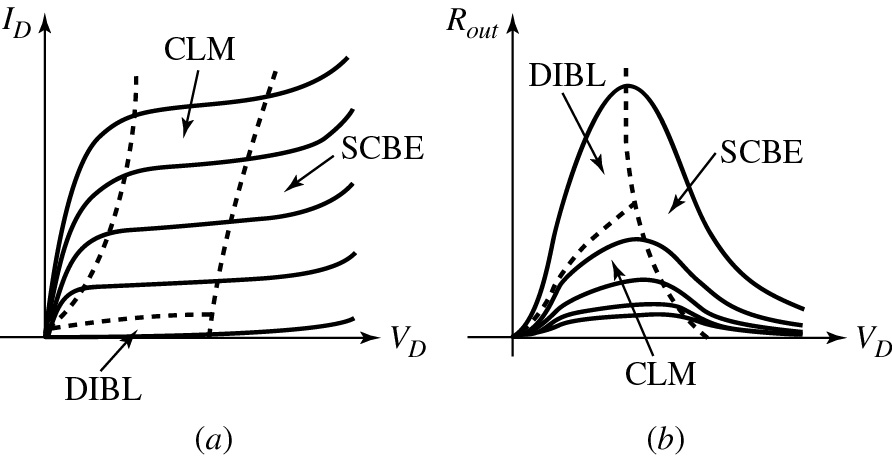 I_D
CLM
SCBE
DIBL
V_D
(a)
R_out
DIBL
SCBE
CLM
V_D
(b)